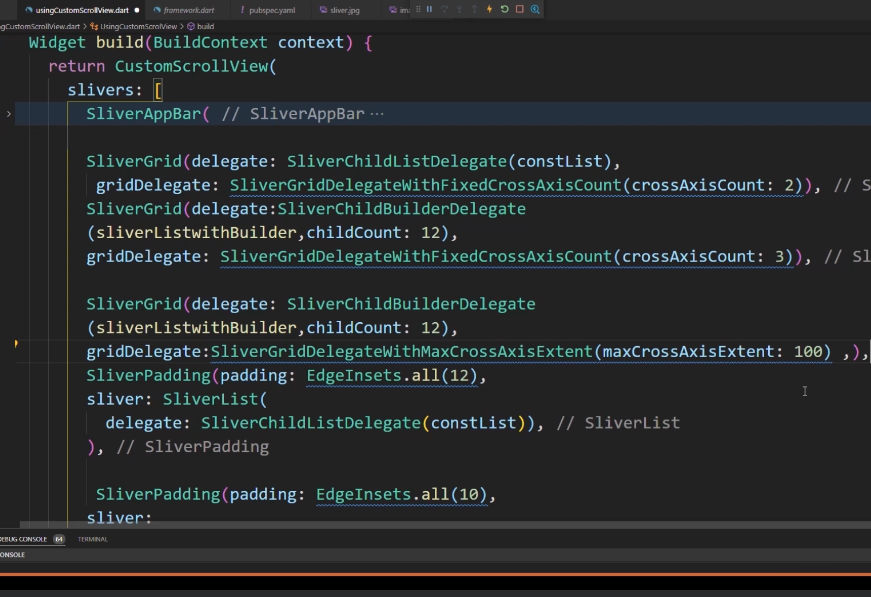 usingCustomScrollView.dart ● framework.dart ! pubspec.yaml sliver.jpg
ngCustomScrollView.dart > UsingCustomScrollView > build
Widget build(BuildContext context) {
return CustomScrollView(
slivers: [
SliverAppBar( // SliverAppBar ···
SliverGrid(delegate: SliverChildListDelegate(constList),
gridDelegate: SliverGridDelegateWithFixedCrossAxisCount(crossAxisCount: 2)), // S
SliverGrid(delegate:SliverChildBuilderDelegate
(sliverListwithBuilder,childCount: 12),
gridDelegate: SliverGridDelegateWithFixedCrossAxisCount(crossAxisCount: 3)), // Sl
SliverGrid(delegate: SliverChildBuilderDelegate
(sliverListwithBuilder,childCount: 12),
gridDelegate:SliverGridDelegateWithMaxCrossAxisExtent(maxCrossAxisExtent: 100) ,),
SliverPadding(padding: EdgeInsets.all(12),
sliver: SliverList(
delegate: SliverChildListDelegate(constList)), // SliverList
), // SliverPadding
SliverPadding(padding: EdgeInsets.all(10),
sliver:
DEBUG CONSOLE 64 TERMINAL
ONSOLE